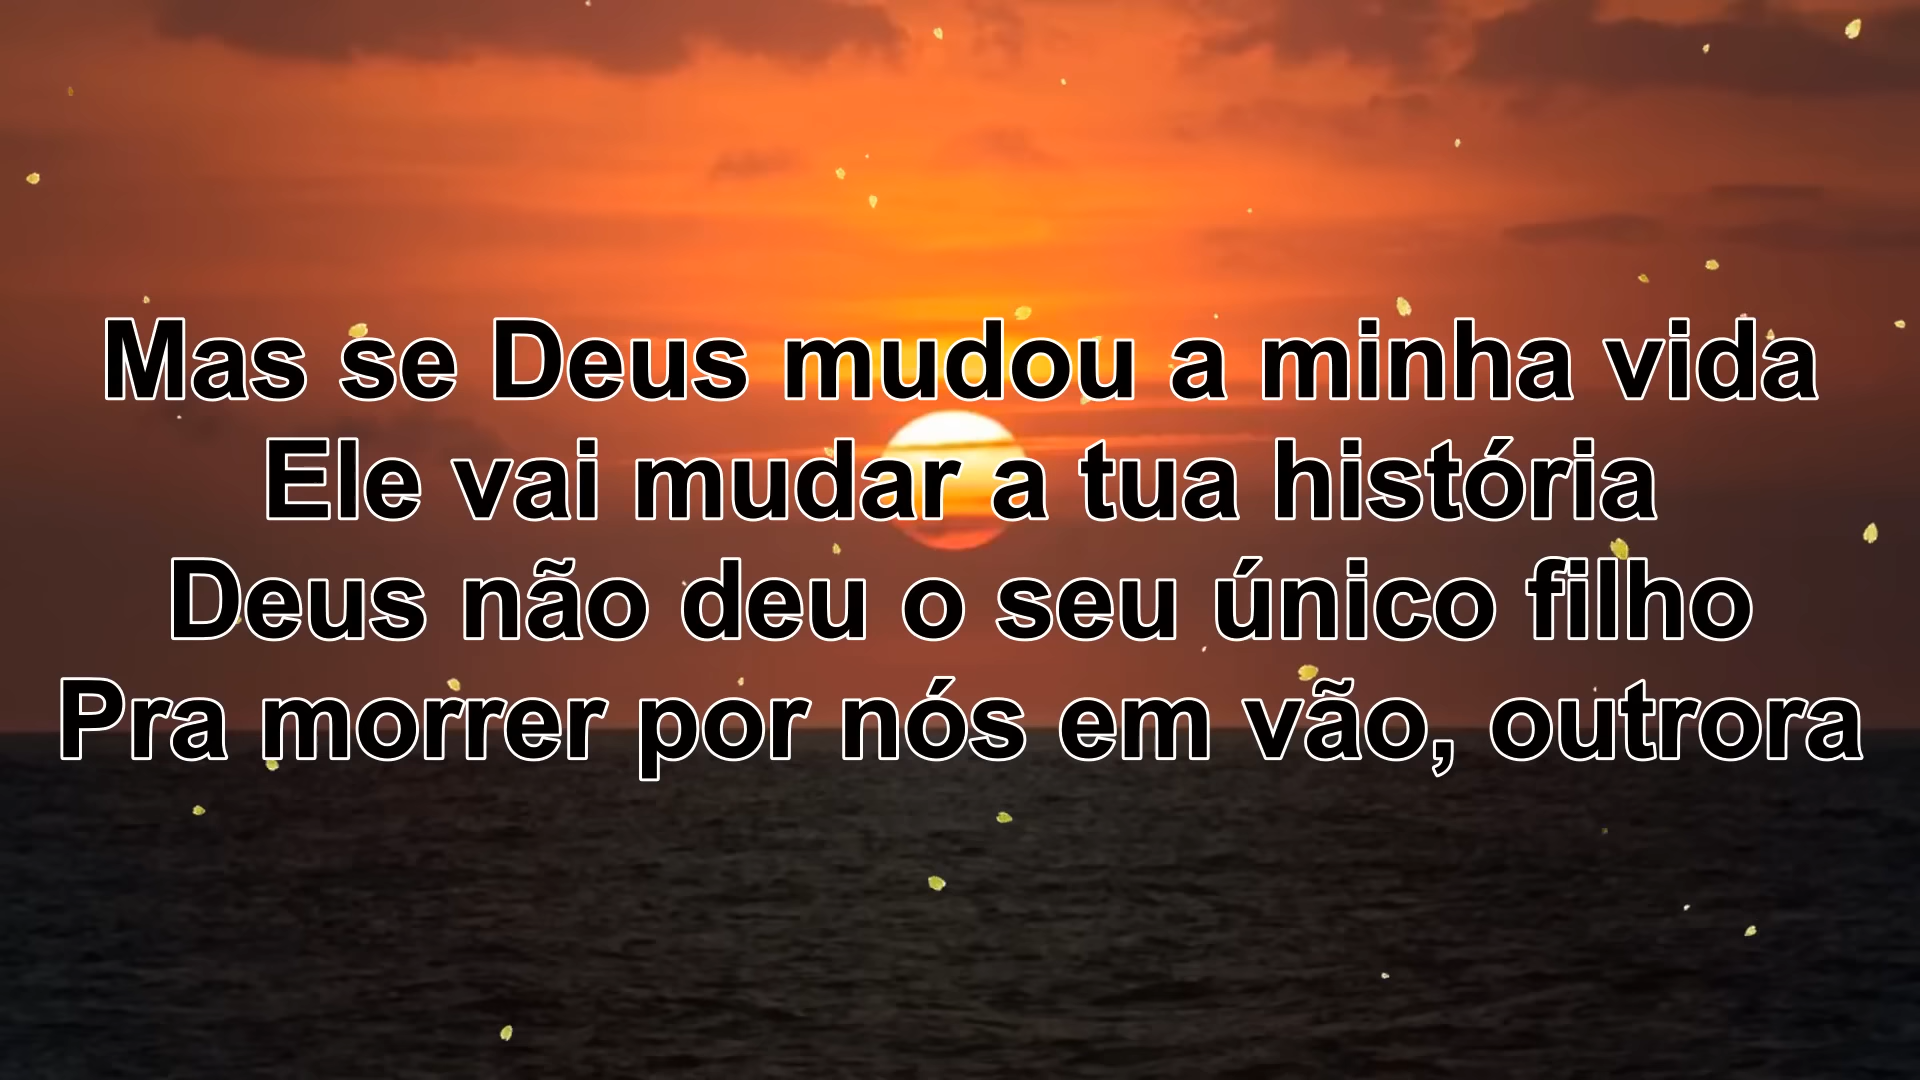 Mas se Deus mudou a minha vida
Ele vai mudar a tua história
Deus não deu o seu único filho
Pra morrer por nós em vão, outrora